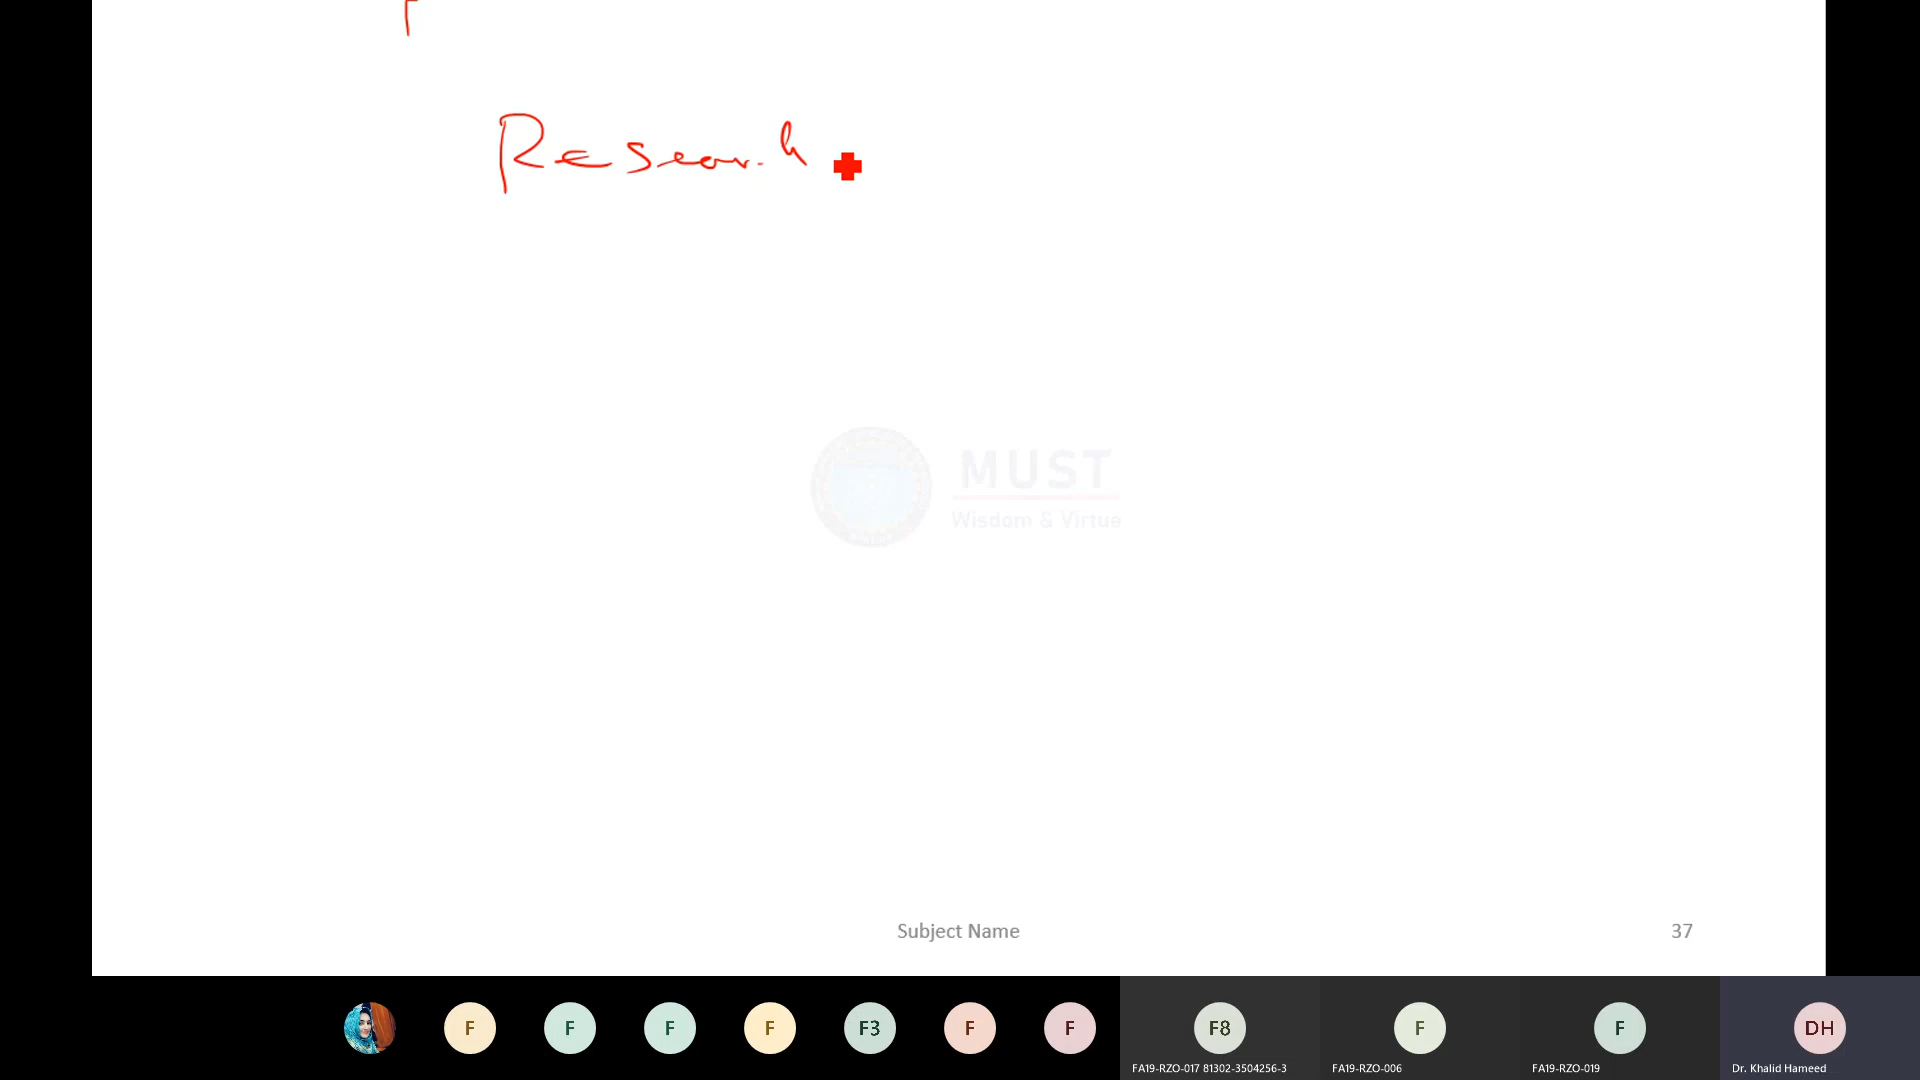 Research
MUST
Wisdom & Virtue
Subject Name
37
F
F
F
F
F3
F
F
F8
F
F
DH
FA19-RZO-017 81302-3504256-3
FA19-RZO-006
FA19-RZO-019
Dr. Khalid Hameed